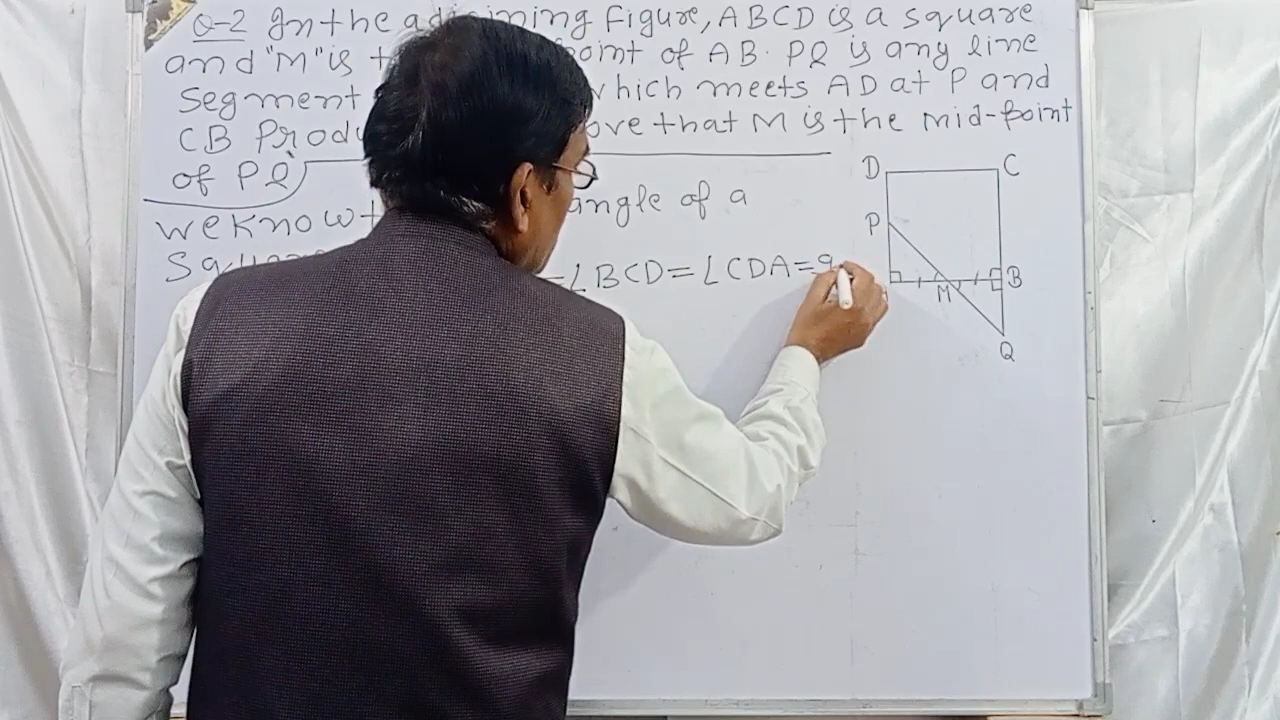 Q-2 In the adjoining Figure, ABCD is a square
and "M" is t point of AB. PQ is any line
Segment which meets AD at P and
CB Produ ove that M is the mid-point
of PQ
we know t angle of a
Squa =∠BCD=∠CDA=9
D C
P
M B
Q